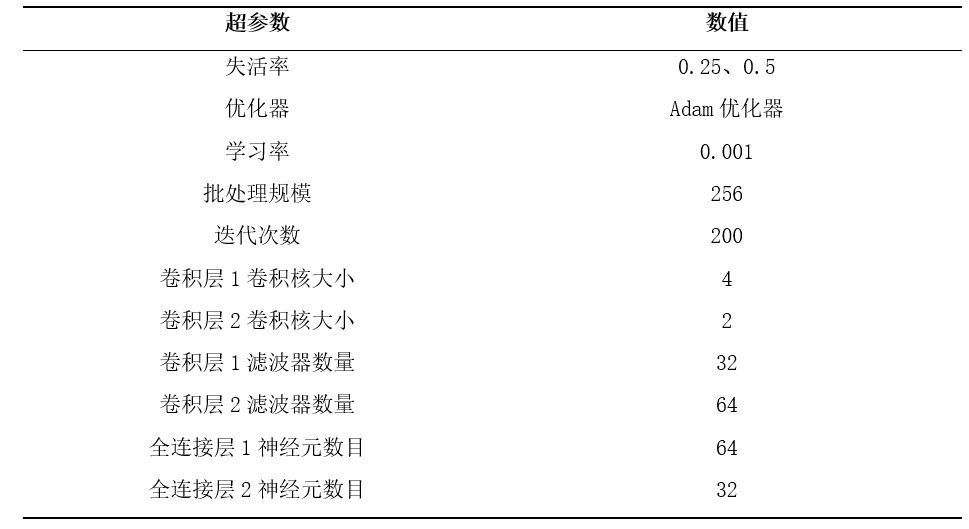 超参数 数值
失活率 0.25、0.5
优化器 Adam 优化器
学习率 0.001
批处理规模 256
迭代次数 200
卷积层 1 卷积核大小 4
卷积层 2 卷积核大小 2
卷积层 1 滤波器数量 32
卷积层 2 滤波器数量 64
全连接层 1 神经元数目 64
全连接层 2 神经元数目 32